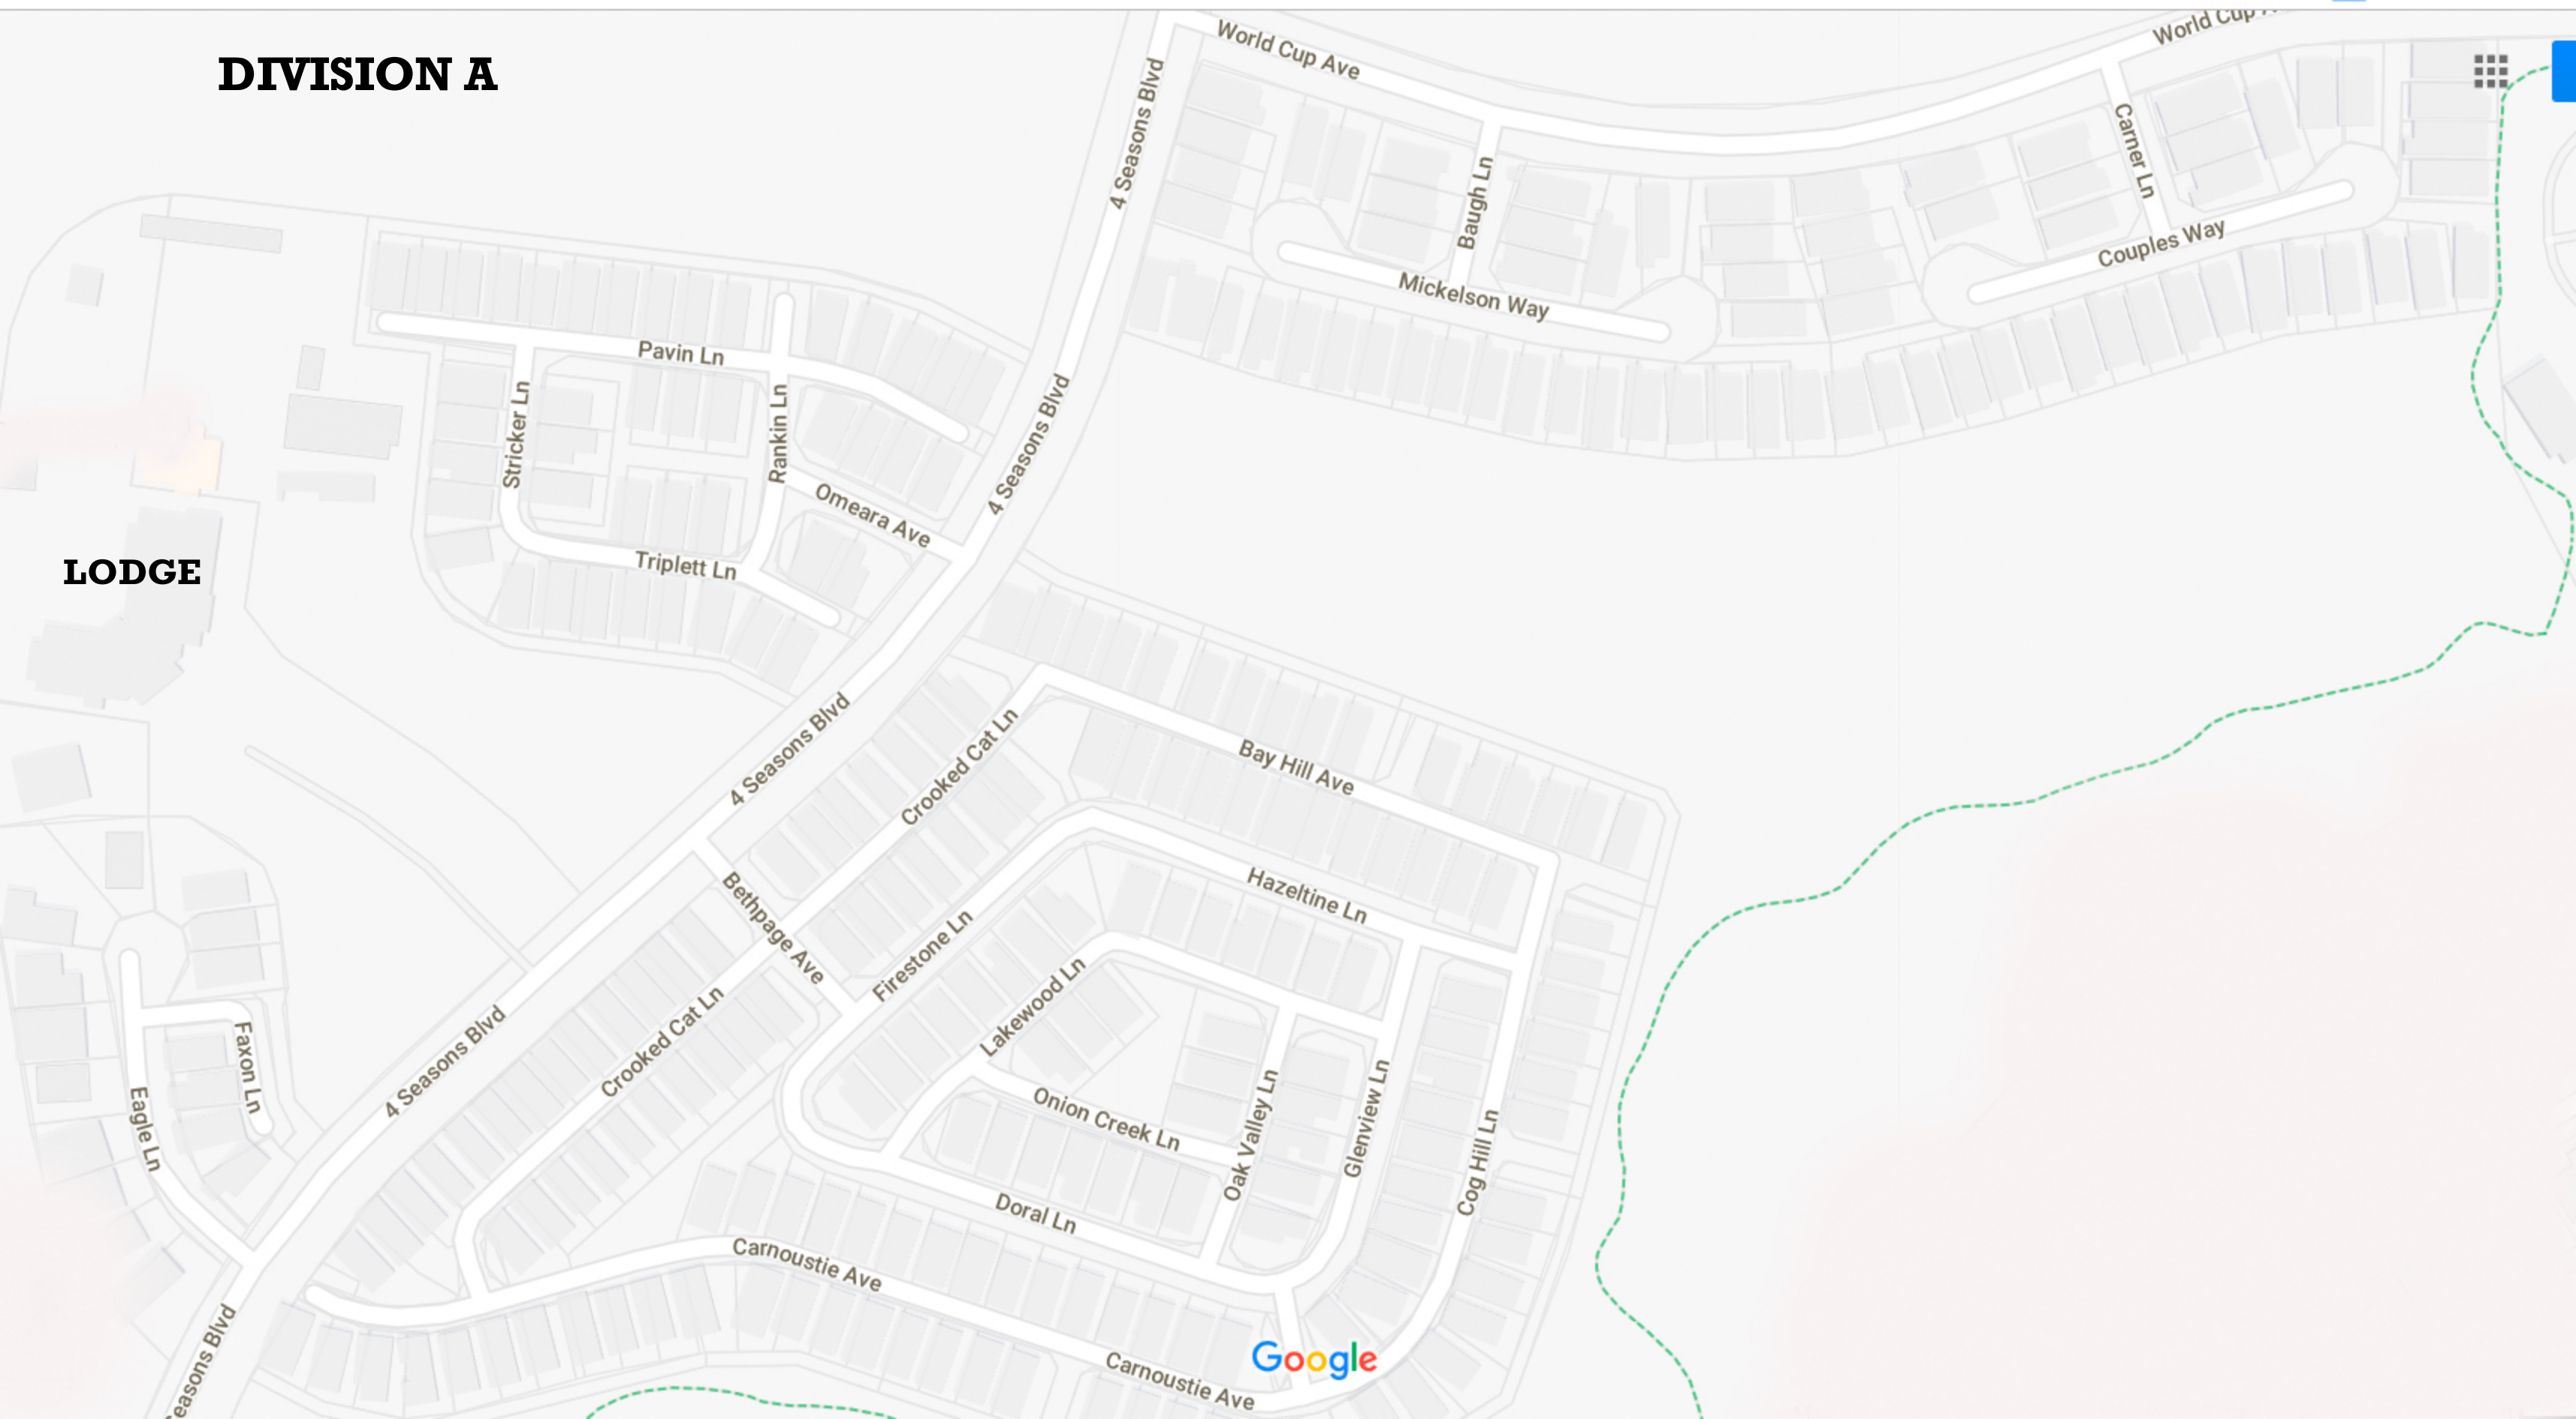 World Cup Ave
World Cup
DIVISION A
4 Seasons Blvd
Carner Ln
Baugh Ln
Couples Way
Mickelson Way
Pavin Ln
Stricker Ln
Rankin Ln
4 Seasons Blvd
Omeara Ave
LODGE
Triplett Ln
4 Seasons Blvd
Crooked Cat Ln
Bay Hill Ave
Bethpage Ave
Hazeltine Ln
Firestone Ln
Lakewood Ln
Crooked Cat Ln
4 Seasons Blvd
Faxon Ln
Eagle Ln
Onion Creek Ln
Oak Valley Ln
Glenview Ln
Cog Hill Ln
Doral Ln
Carnoustie Ave
Seasons Blvd
Google
Carnoustie Ave